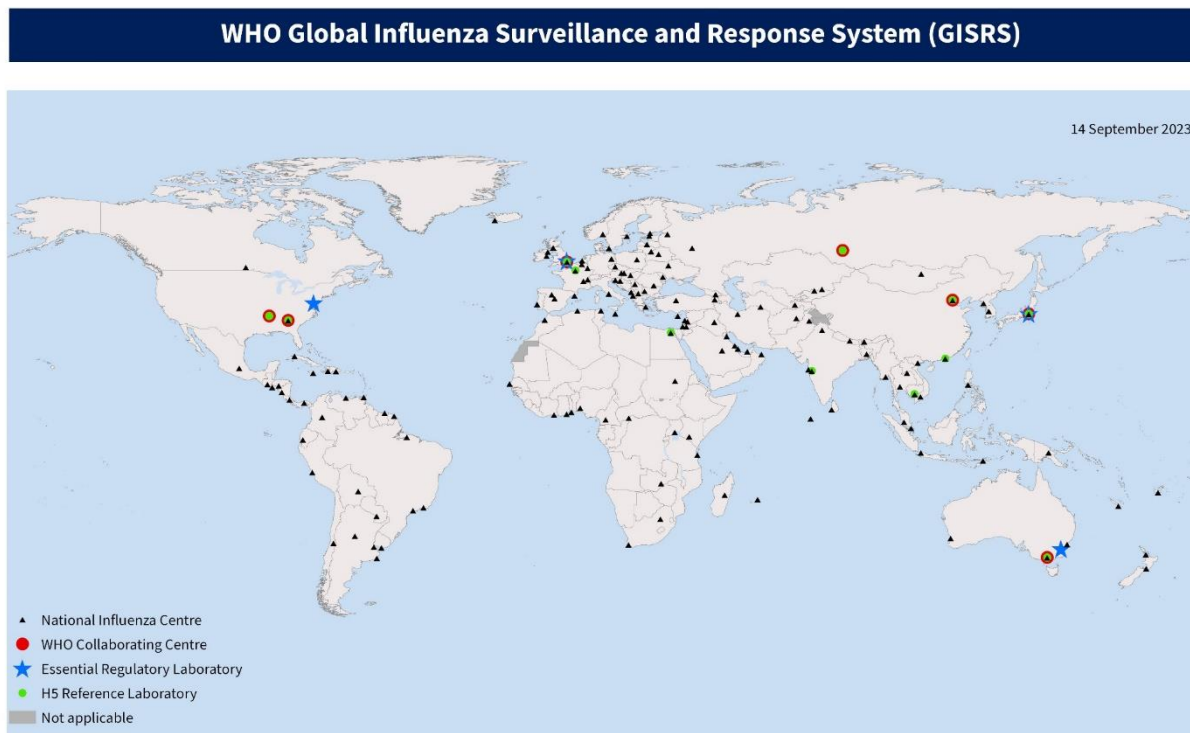 WHO Global Influenza Surveillance and Response System (GISRS)
14 September 2023
National Influenza Centre
WHO Collaborating Centre
Essential Regulatory Laboratory
H5 Reference Laboratory
Not applicable